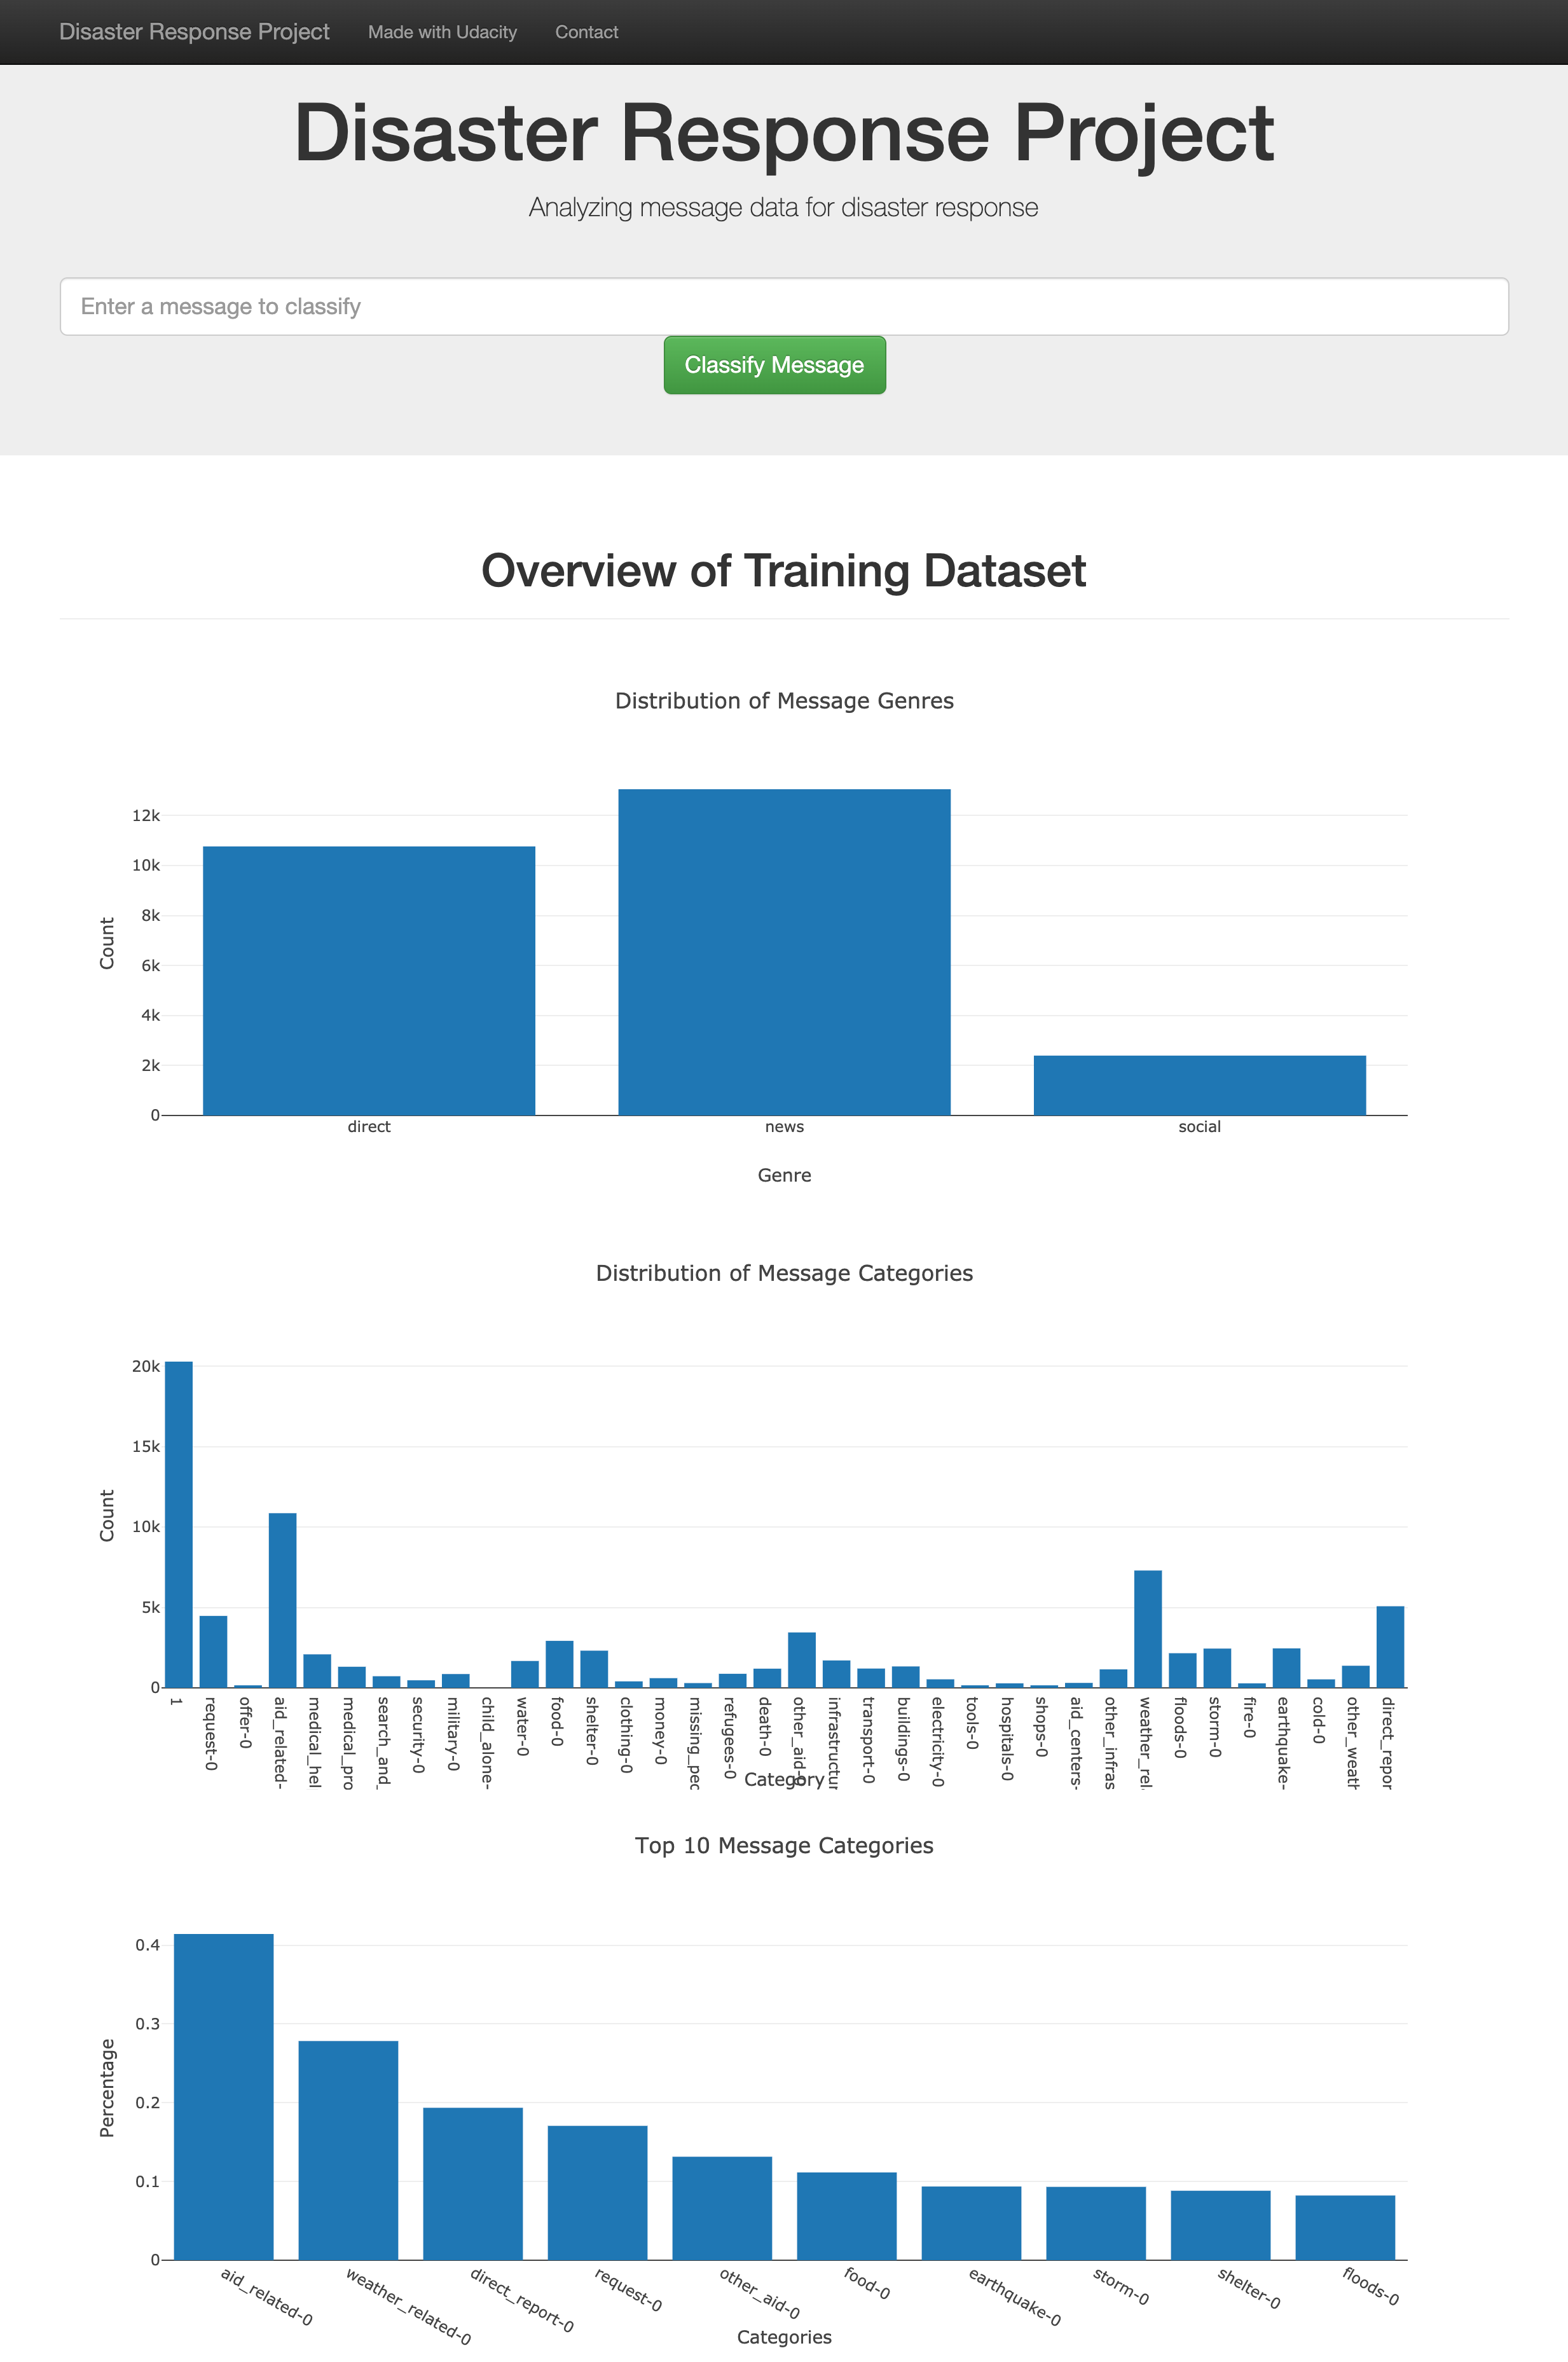 Disaster Response Project Made with Udacity Contact
Disaster Response Project
Analyzing message data for disaster response
Enter a message to classify
Classify Message
Overview of Training Dataset
Distribution of Message Genres
12k
10k
8k
6k
4k
2k
0
Count
direct news social
Genre
Distribution of Message Categories
20k
15k
10k
5k
0
Count
1
request-0
offer-0
aid_related-
medical_hel
medical_pro
search_and_
security-0
military-0
child_alone-
water-0
food-0
shelter-0
clothing-0
money-0
missing_pec
refugees-0
death-0
other_aid-0
infrastructur
transport-0
buildings-0
electricity-0
tools-0
hospitals-0
shops-0
aid_centers-
other_infras
weather_rel
floods-0
storm-0
fire-0
earthquake-
cold-0
other_weath
direct_repor
Category
Top 10 Message Categories
0.4
0.3
0.2
0.1
0
Percentage
aid_related-0
weather_related-0
direct_report-0
request-0
other_aid-0
food-0
earthquake-0
storm-0
shelter-0
floods-0
Categories